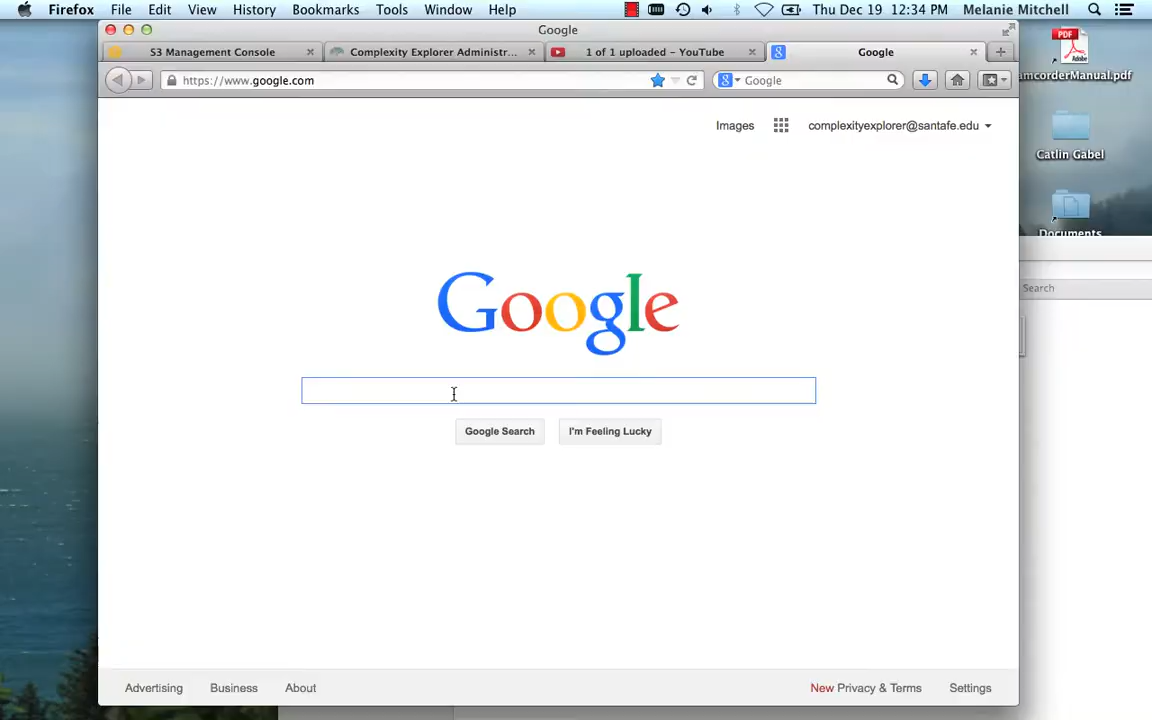 Firefox File Edit View History Bookmarks Tools Window Help Thu Dec 19 12:34 PM Melanie Mitchell
Google
S3 Management Console Complexity Explorer Administr... 1 of 1 uploaded – YouTube Google
https://www.google.com Google
PDF
Adobe
amcorderManual.pdf
Images complexityexplorer@santafe.edu
Catlin Gabel
Documents
Search
Google
Google Search I'm Feeling Lucky
Advertising Business About New Privacy & Terms Settings